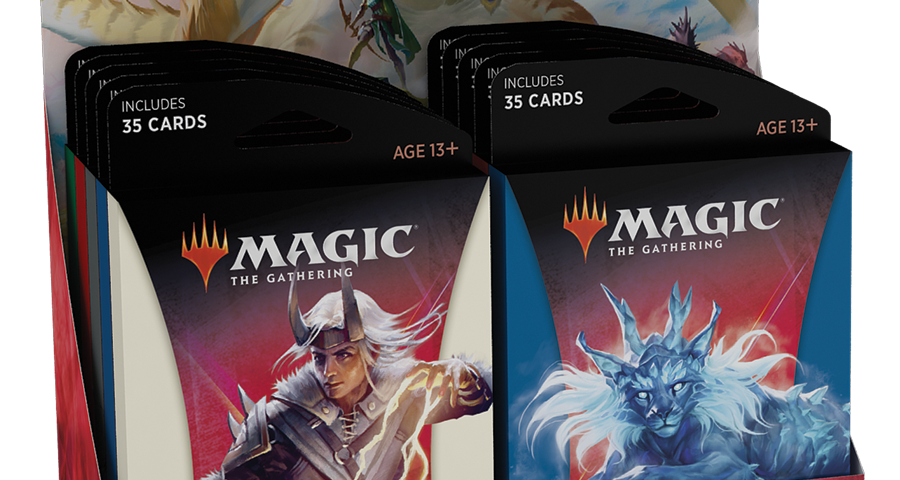 INCLUDES
35 CARDS
AGE 13+
MAGIC
THE GATHERING
INCLUDES
35 CARDS
AGE 13+
MAGIC
THE GATHERING